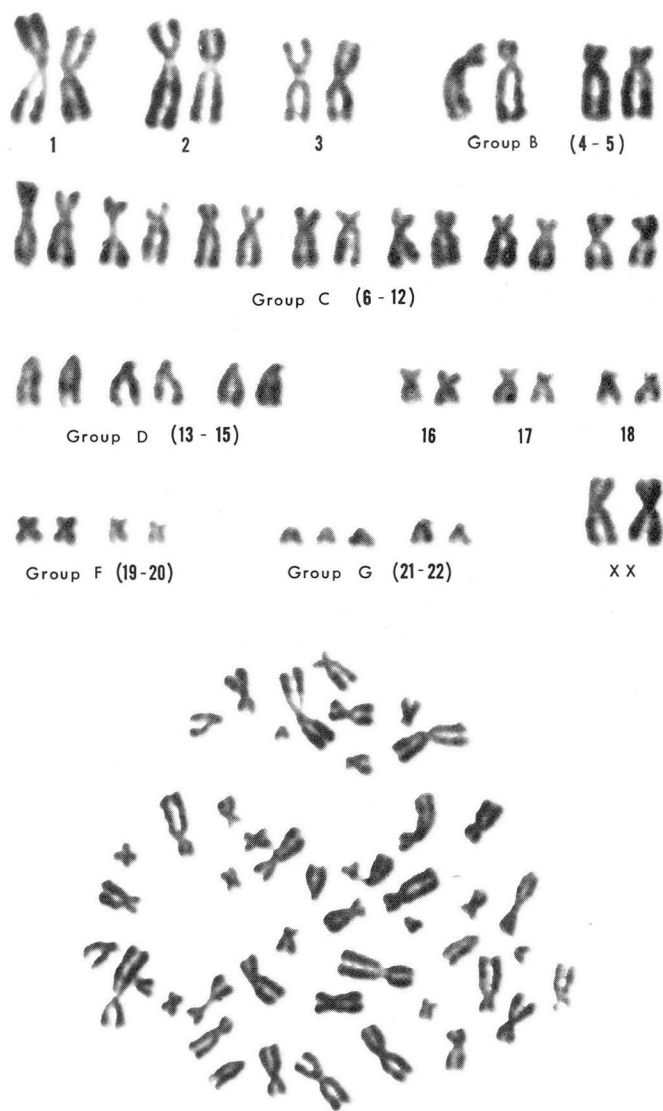 1 2 3 Group B (4-5)
Group C (6-12)
Group D (13-15) 16 17 18
Group F (19-20) Group G (21-22) XX